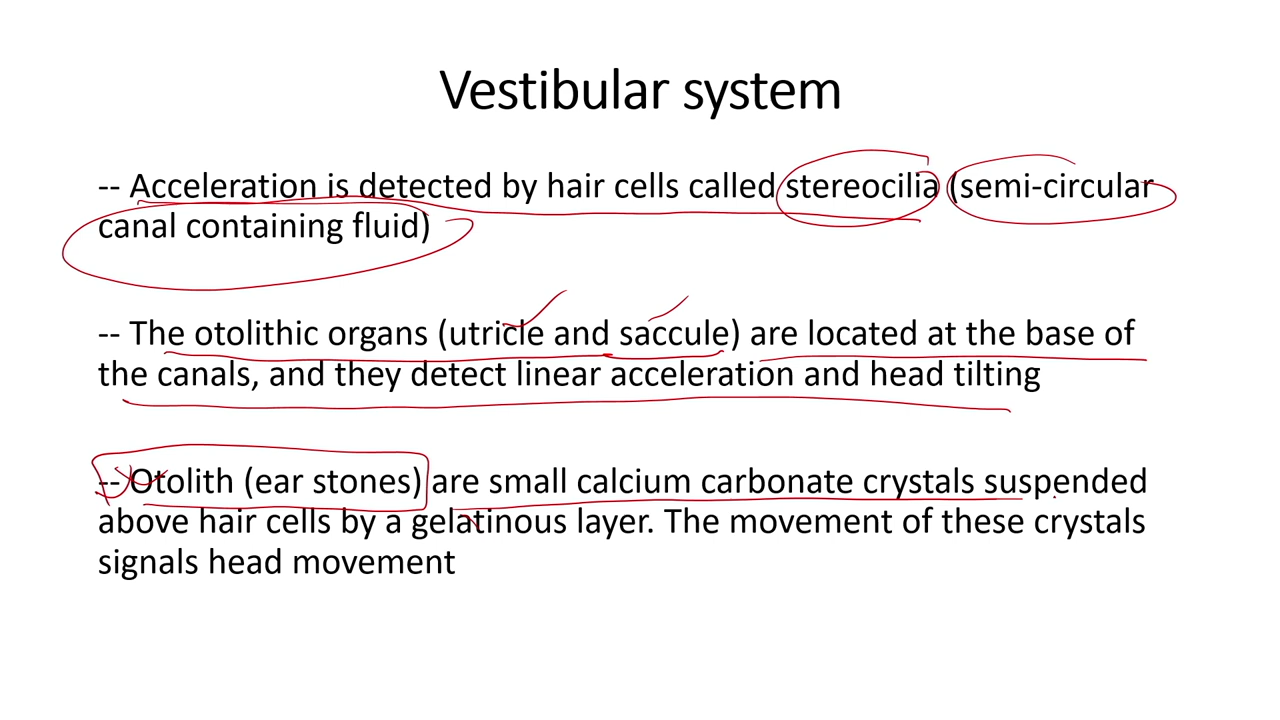 Vestibular system
-- Acceleration is detected by hair cells called stereocilia (semi-circular
canal containing fluid)
-- The otolithic organs (utricle and saccule) are located at the base of
the canals, and they detect linear acceleration and head tilting
-- Otolith (ear stones) are small calcium carbonate crystals suspended
above hair cells by a gelatinous layer. The movement of these crystals
signals head movement